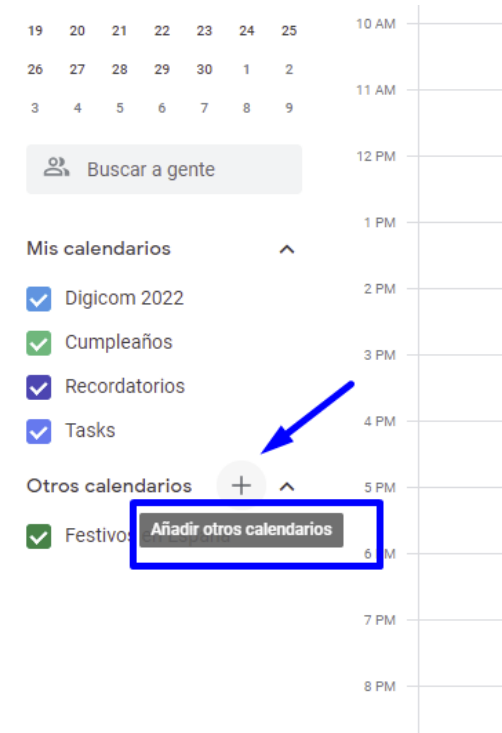 19 20 21 22 23 24 25
26 27 28 29 30 1 2
3 4 5 6 7 8 9
Buscar a gente
Mis calendarios
Digicom 2022
Cumpleaños
Recordatorios
Tasks
Otros calendarios
Añadir otros calendarios
Festivos en España
10 AM
11 AM
12 PM
1 PM
2 PM
3 PM
4 PM
5 PM
6 PM
7 PM
8 PM